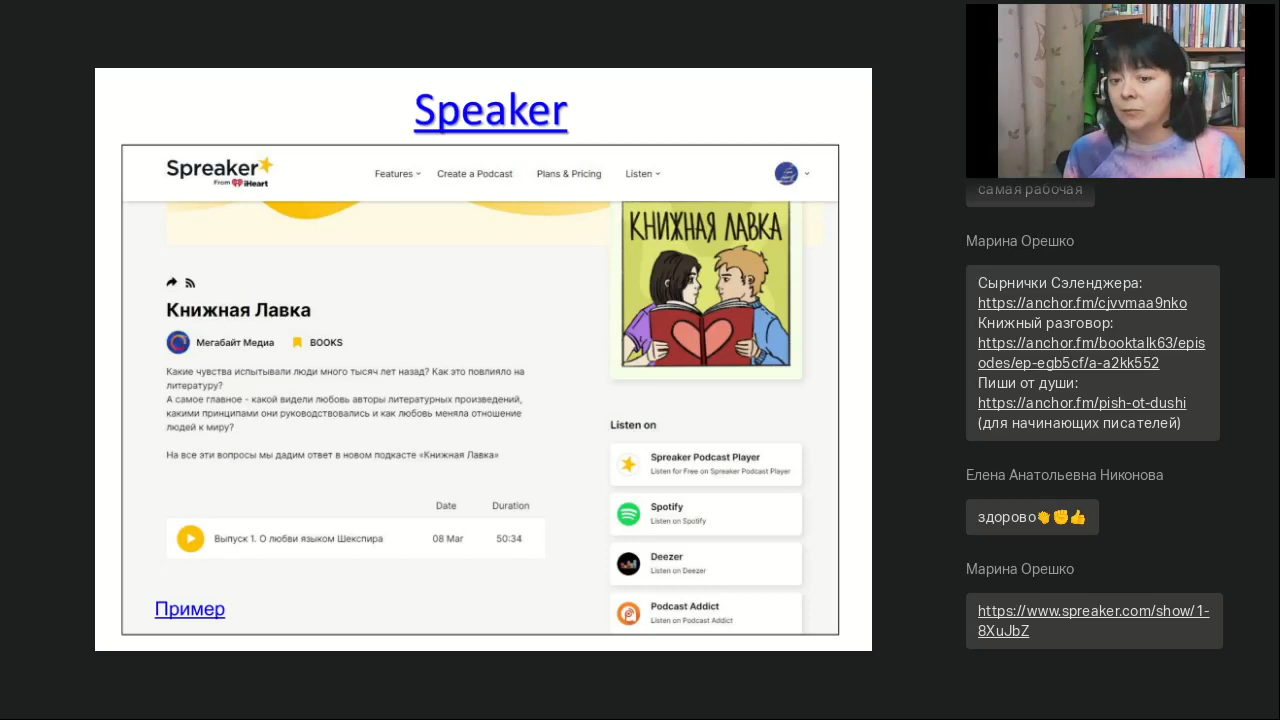 Speaker
Spreaker
From iHeart
Features
Create a Podcast
Plans & Pricing
Listen
КНИЖНАЯ ЛАВКА
Книжная Лавка
Мегабайт Медиа
BOOKS
Какие чувства испытывали люди много тысяч лет назад? Как это повлияло на
литературу?
А самое главное - какой видели любовь авторы литературных произведений,
какими принципами они руководствовались и как любовь меняла отношение
людей к миру?
На все эти вопросы мы дадим ответ в новом подкасте «Книжная Лавка»
Date
Duration
Выпуск 1. О любви языком Шекспира
08 Mar
50:34
Пример
Listen on
Spreaker Podcast Player
Listen for Free on Spreaker Podcast Player
Spotify
Listen on Spotify
Deezer
Listen on Deezer
Podcast Addict
Listen on Podcast Addict
самая рабочая
Марина Орешко
Сырнички Сэленджера:
https://anchor.fm/cjvvmaa9nko
Книжный разговор:
https://anchor.fm/booktalk63/epis
odes/ep-egb5cf/a-a2kk552
Пиши от души:
https://anchor.fm/pish-ot-dushi
(для начинающих писателей)
Елена Анатольевна Никонова
здорово👏✊👍
Марина Орешко
https://www.spreaker.com/show/1-
8XuJbZ